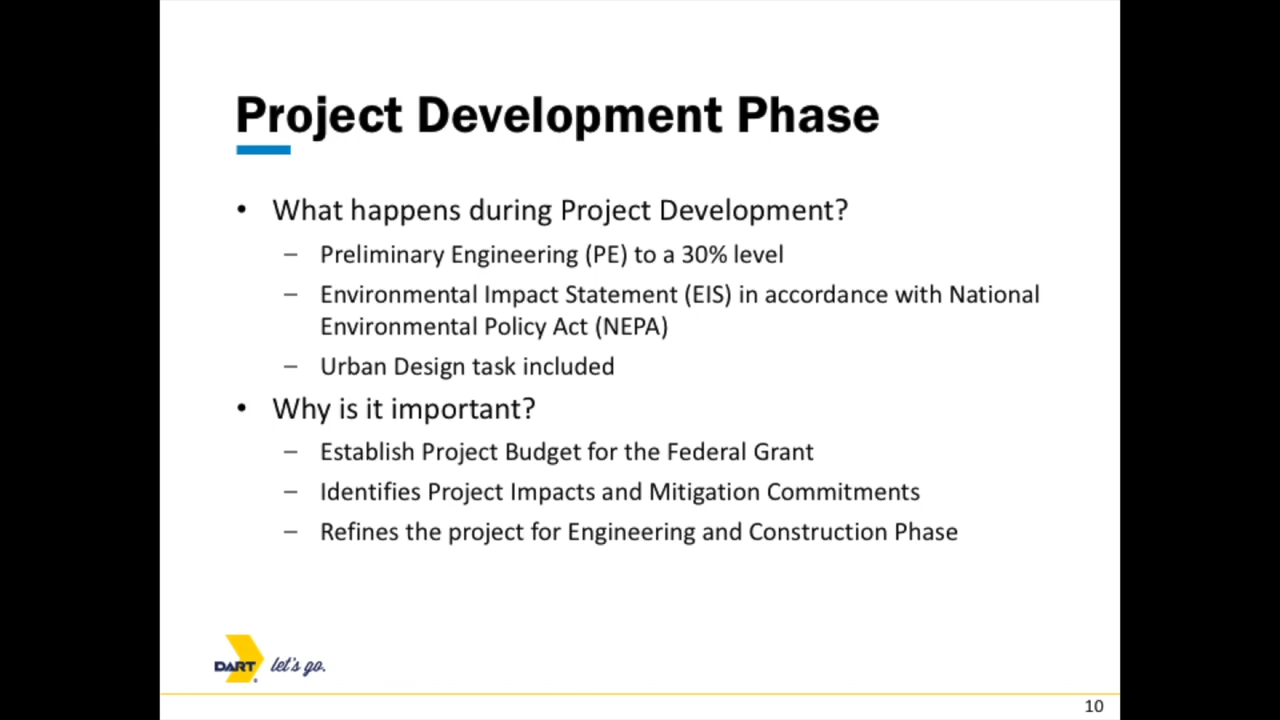 Project Development Phase
• What happens during Project Development?
– Preliminary Engineering (PE) to a 30% level
– Environmental Impact Statement (EIS) in accordance with National
Environmental Policy Act (NEPA)
– Urban Design task included
• Why is it important?
– Establish Project Budget for the Federal Grant
– Identifies Project Impacts and Mitigation Commitments
– Refines the project for Engineering and Construction Phase
DART let's go.
10